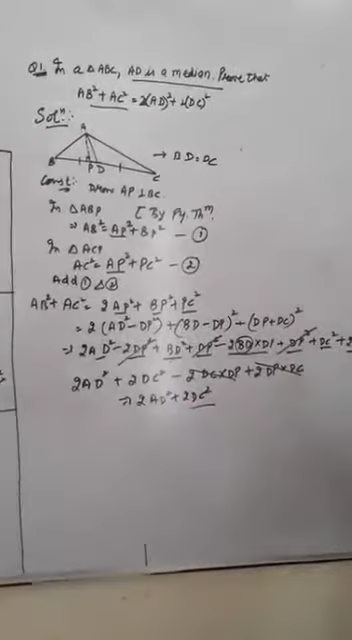 Q1 In a △ABC, AD is a median. Prove that
AB² + AC² = 2(AD)² + 2(DC)²
Solⁿ:-
A
B P D C
→ BD = DC
Const: Draw AP ⊥ BC
In △ABP [By Py. Thᵐ.
⇒ AB² = AP² + BP² — ①
In △ACP
AC² = AP² + PC² — ②
Add ① & ②
AB² + AC² = 2AP² + BP² + PC²
= 2(AD² - DP²) + (BD - DP)² + (DP + DC)²
⇒ 2AD² - 2DP² + BD² + DP² - 2BD×DP + DP² + DC² + 2
2AD² + 2DC² - 2DC×DP + 2DP×DC
⇒ 2AD² + 2DC²